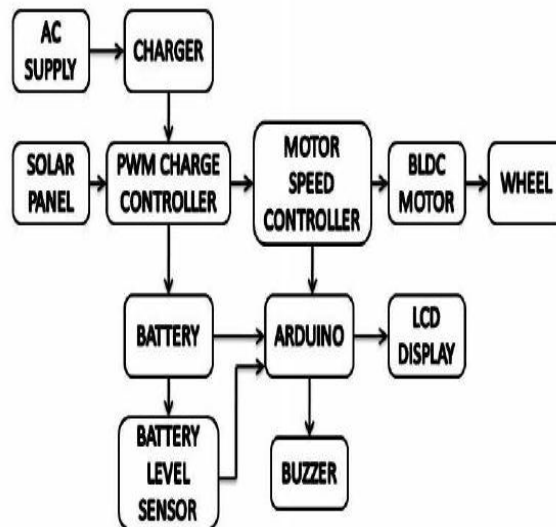 AC
SUPPLY
CHARGER
SOLAR
PANEL
PWM CHARGE
CONTROLLER
MOTOR
SPEED
CONTROLLER
BLDC
MOTOR
WHEEL
BATTERY
ARDUINO
LCD
DISPLAY
BATTERY
LEVEL
SENSOR
BUZZER